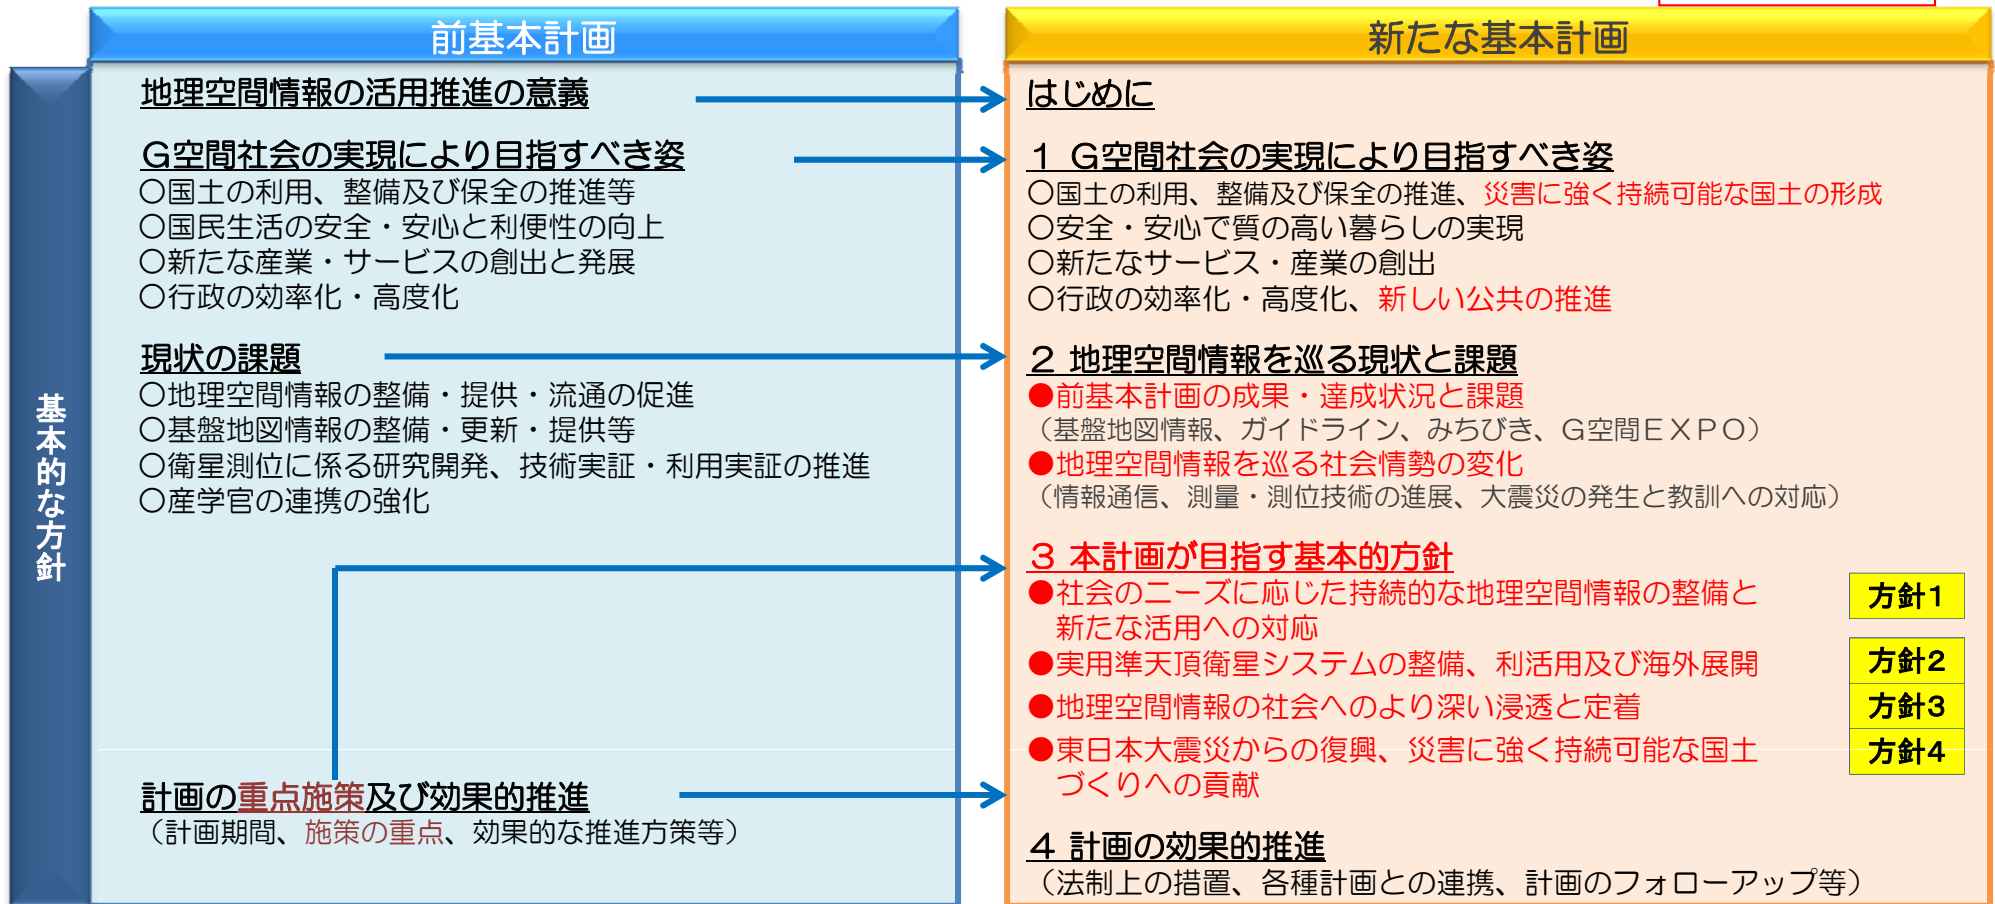 前基本計画
新たな基本計画
基本的な方針
地理空間情報の活用推進の意義
G空間社会の実現により目指すべき姿
〇国土の利用、整備及び保全の推進等
〇国民生活の安全・安心と利便性の向上
〇新たな産業・サービスの創出と発展
〇行政の効率化・高度化
現状の課題
〇地理空間情報の整備・提供・流通の促進
〇基盤地図情報の整備・更新・提供等
〇衛星測位に係る研究開発、技術実証・利用実証の推進
〇産学官の連携の強化
計画の重点施策及び効果的推進
（計画期間、施策の重点、効果的な推進方策等）
はじめに
１ G空間社会の実現により目指すべき姿
〇国土の利用、整備及び保全の推進、災害に強く持続可能な国土の形成
〇安全・安心で質の高い暮らしの実現
〇新たなサービス・産業の創出
〇行政の効率化・高度化、新しい公共の推進
２ 地理空間情報を巡る現状と課題
●前基本計画の成果・達成状況と課題
（基盤地図情報、ガイドライン、みちびき、G空間ＥＸＰＯ）
●地理空間情報を巡る社会情勢の変化
（情報通信、測量・測位技術の進展、大震災の発生と教訓への対応）
３ 本計画が目指す基本的方針
●社会のニーズに応じた持続的な地理空間情報の整備と
新たな活用への対応
方針1
●実用準天頂衛星システムの整備、利活用及び海外展開
方針2
●地理空間情報の社会へのより深い浸透と定着
方針3
●東日本大震災からの復興、災害に強く持続可能な国土
づくりへの貢献
方針4
４ 計画の効果的推進
（法制上の措置、各種計画との連携、計画のフォローアップ等）